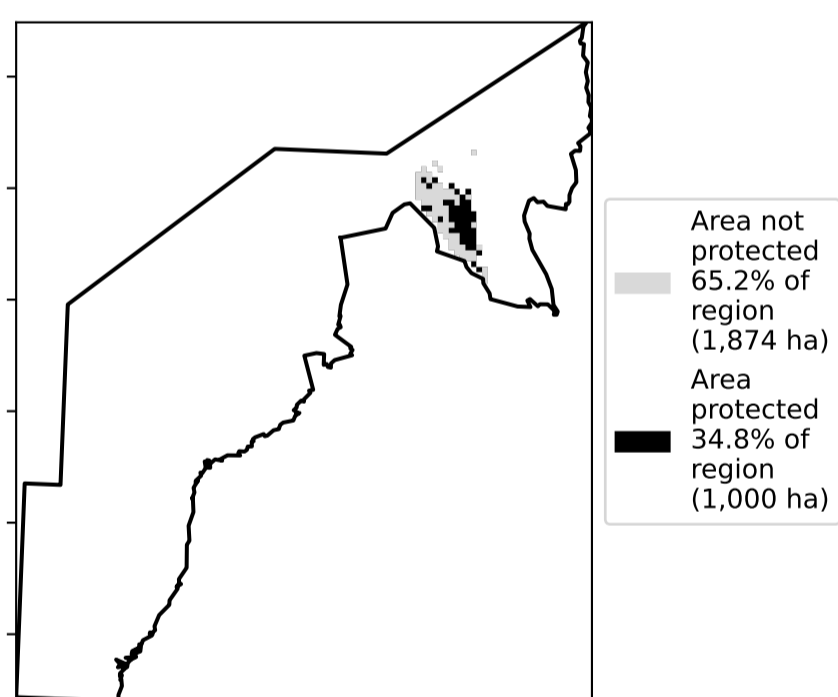 Area not
protected
65.2% of
region
(1,874 ha)
Area
protected
34.8% of
region
(1,000 ha)